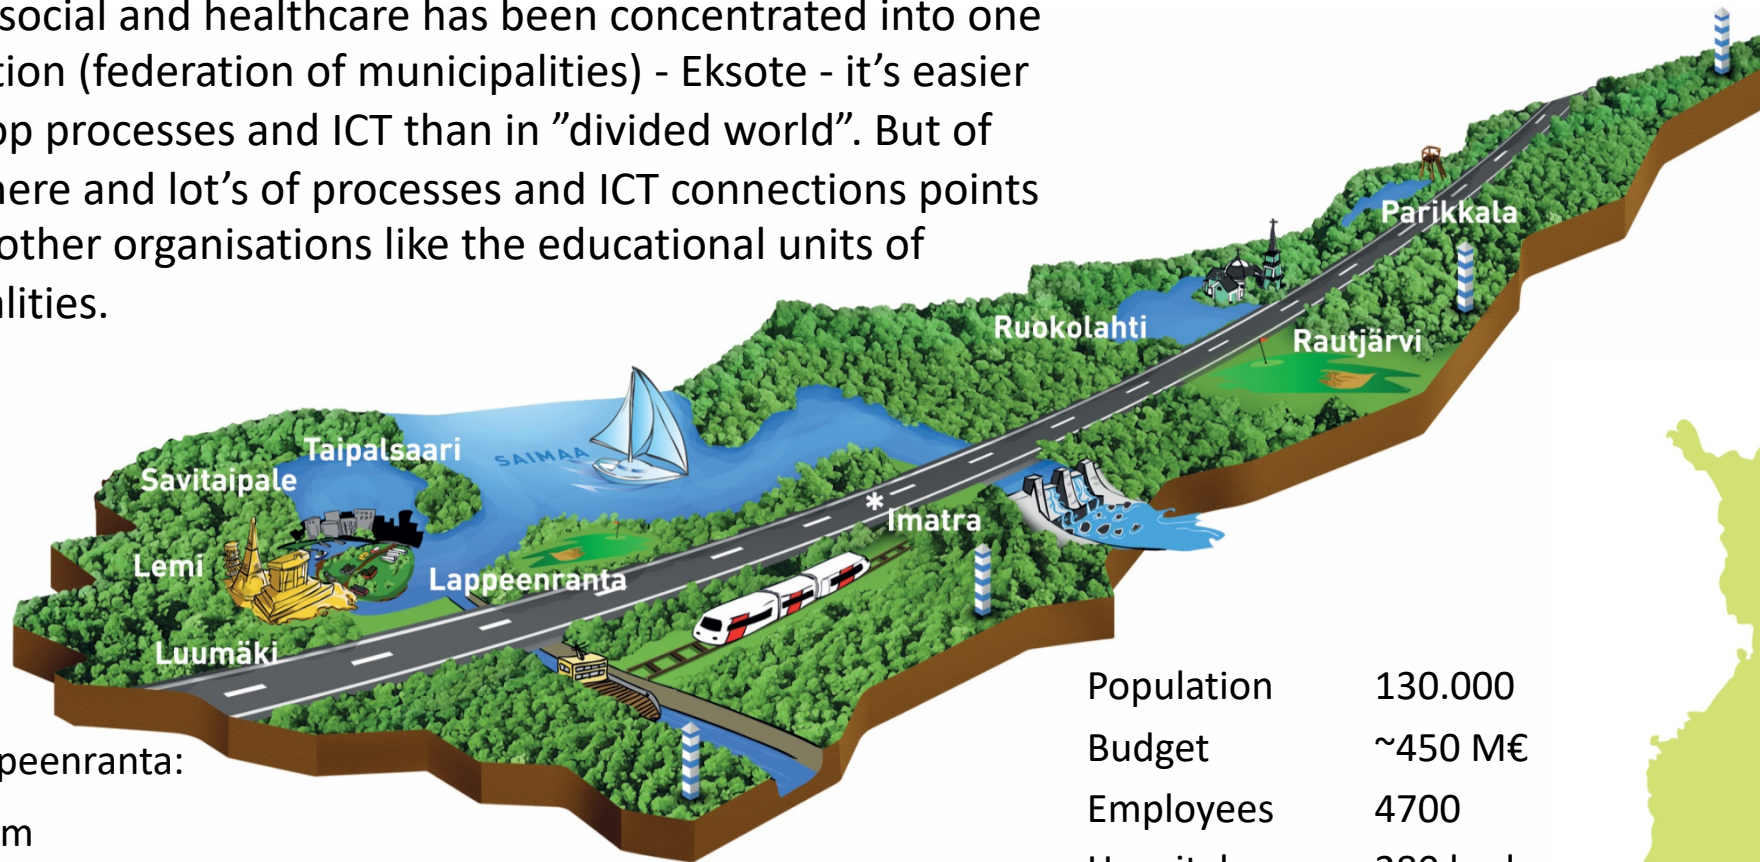 social and healthcare has been concentrated into one
tion (federation of municipalities) - Eksote - it’s easier
op processes and ICT than in ”divided world”. But of
here and lot’s of processes and ICT connections points
other organisations like the educational units of
alities.
Parikkala
Ruokolahti
Rautjärvi
Taipalsaari
SAIMAA
Savitaipale
*Imatra
Lemi
Lappeenranta
Luumäki
Population 130.000
Budget ~450 M€
Employees 4700
peenranta:
m